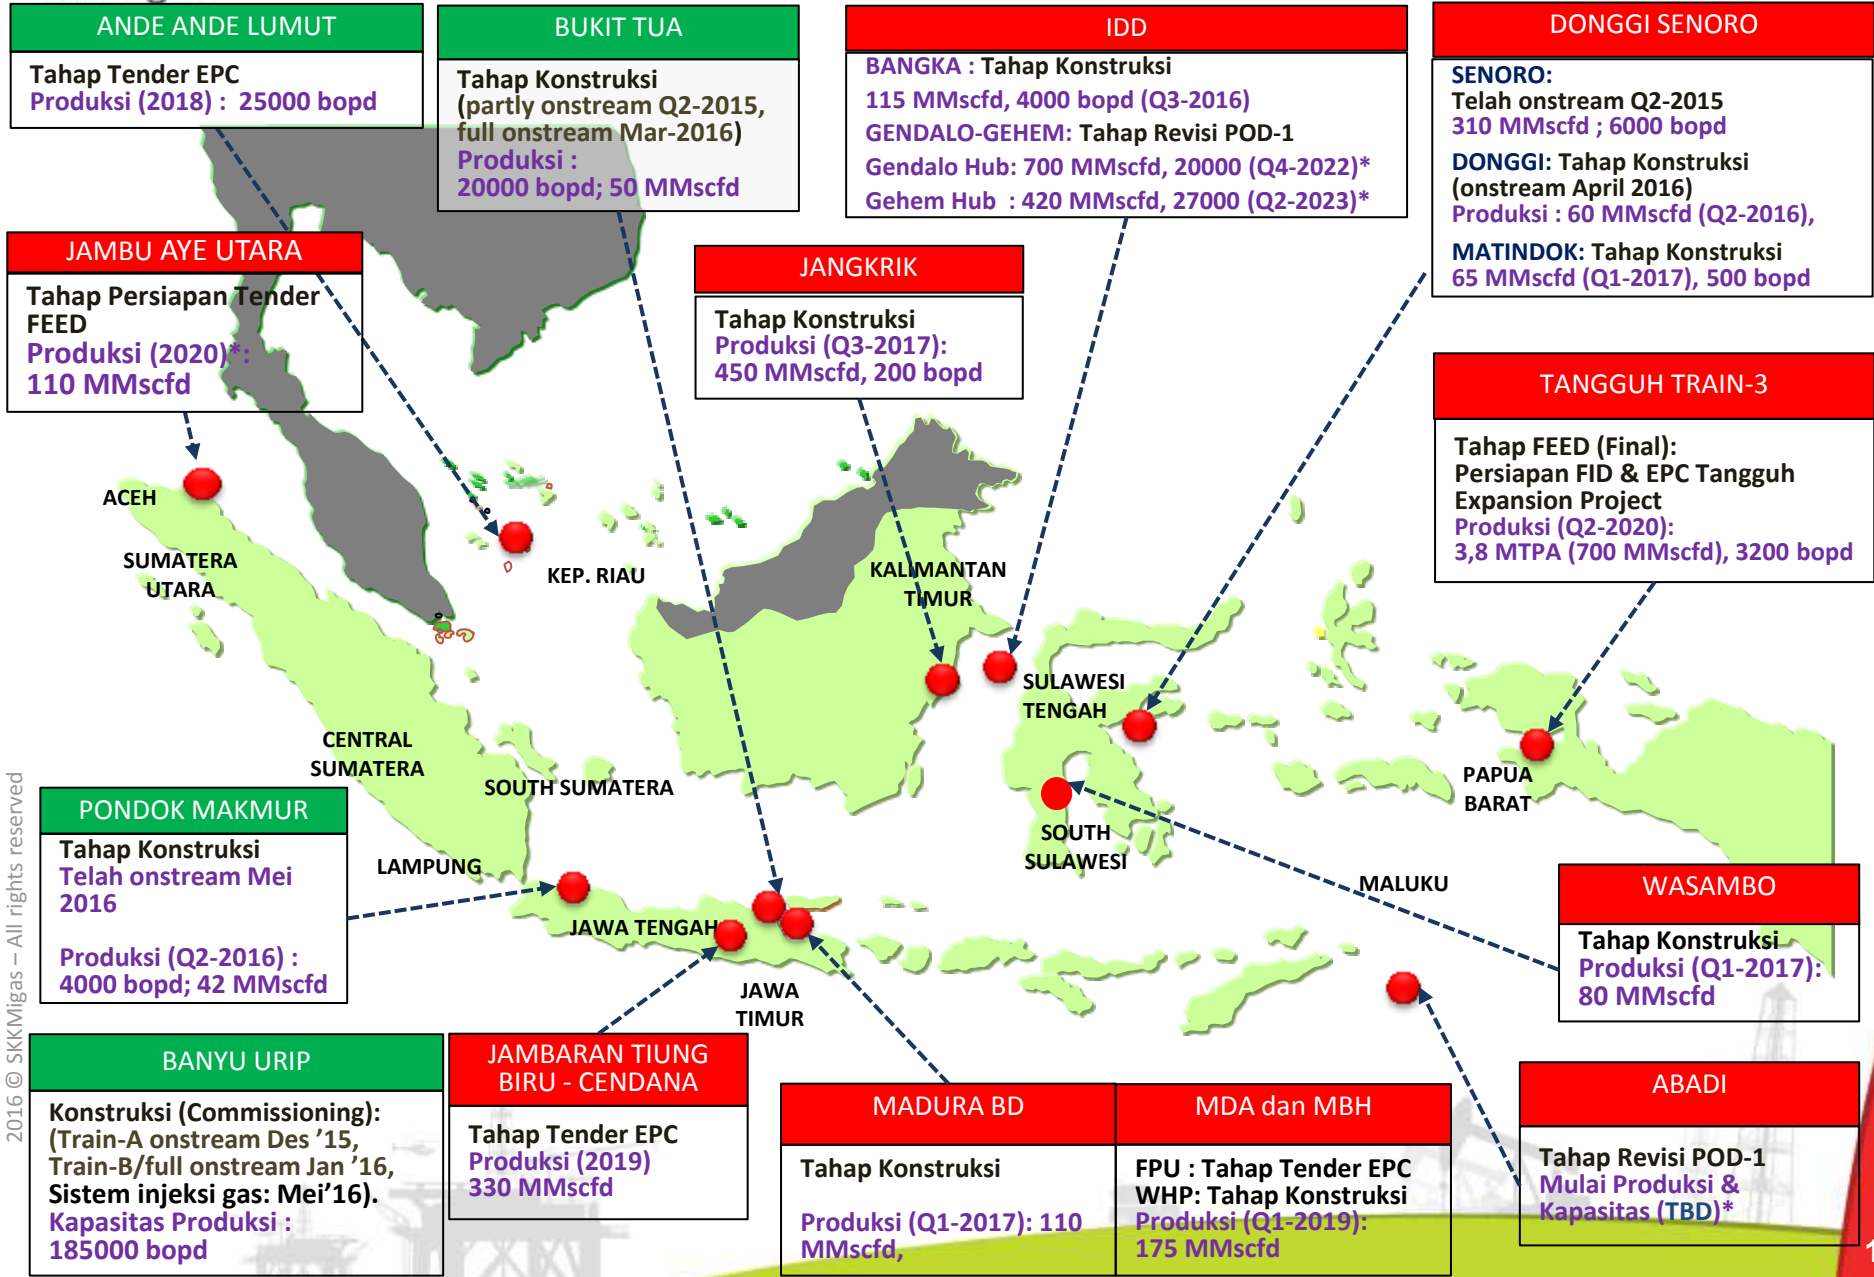 ANDE ANDE LUMUT
Tahap Tender EPC
Produksi (2018) : 25000 bopd
BUKIT TUA
Tahap Konstruksi
(partly onstream Q2-2015,
full onstream Mar-2016)
Produksi :
20000 bopd; 50 MMscfd
IDD
BANGKA : Tahap Konstruksi
115 MMscfd, 4000 bopd (Q3-2016)
GENDALO-GEHEM: Tahap Revisi POD-1
Gendalo Hub: 700 MMscfd, 20000 (Q4-2022)*
Gehem Hub : 420 MMscfd, 27000 (Q2-2023)*
DONGGI SENORO
SENORO:
Telah onstream Q2-2015
310 MMscfd ; 6000 bopd
DONGGI: Tahap Konstruksi
(onstream April 2016)
Produksi : 60 MMscfd (Q2-2016),
MATINDOK: Tahap Konstruksi
65 MMscfd (Q1-2017), 500 bopd
JAMBU AYE UTARA
Tahap Persiapan Tender
FEED
Produksi (2020)*:
110 MMscfd
JANGKRIK
Tahap Konstruksi
Produksi (Q3-2017):
450 MMscfd, 200 bopd
TANGGUH TRAIN-3
Tahap FEED (Final):
Persiapan FID & EPC Tangguh
Expansion Project
Produksi (Q2-2020):
3,8 MTPA (700 MMscfd), 3200 bopd
ACEH
SUMATERA
UTARA
KEP. RIAU
KALIMANTAN
TIMUR
SULAWESI
TENGAH
CENTRAL
SUMATERA
SOUTH SUMATERA
PAPUA
BARAT
SOUTH
SULAWESI
LAMPUNG
MALUKU
JAWA TENGAH
JAWA
TIMUR
PONDOK MAKMUR
Tahap Konstruksi
Telah onstream Mei
2016
Produksi (Q2-2016) :
4000 bopd; 42 MMscfd
WASAMBO
Tahap Konstruksi
Produksi (Q1-2017):
80 MMscfd
BANYU URIP
Konstruksi (Commissioning):
(Train-A onstream Des ’15,
Train-B/full onstream Jan ’16,
Sistem injeksi gas: Mei’16).
Kapasitas Produksi :
185000 bopd
JAMBARAN TIUNG
BIRU - CENDANA
Tahap Tender EPC
Produksi (2019)
330 MMscfd
MADURA BD
Tahap Konstruksi
Produksi (Q1-2017): 110
MMscfd,
MDA dan MBH
FPU : Tahap Tender EPC
WHP: Tahap Konstruksi
Produksi (Q1-2019):
175 MMscfd
ABADI
Tahap Revisi POD-1
Mulai Produksi &
Kapasitas (TBD)*
2016 © SKKMigas – All rights reserved